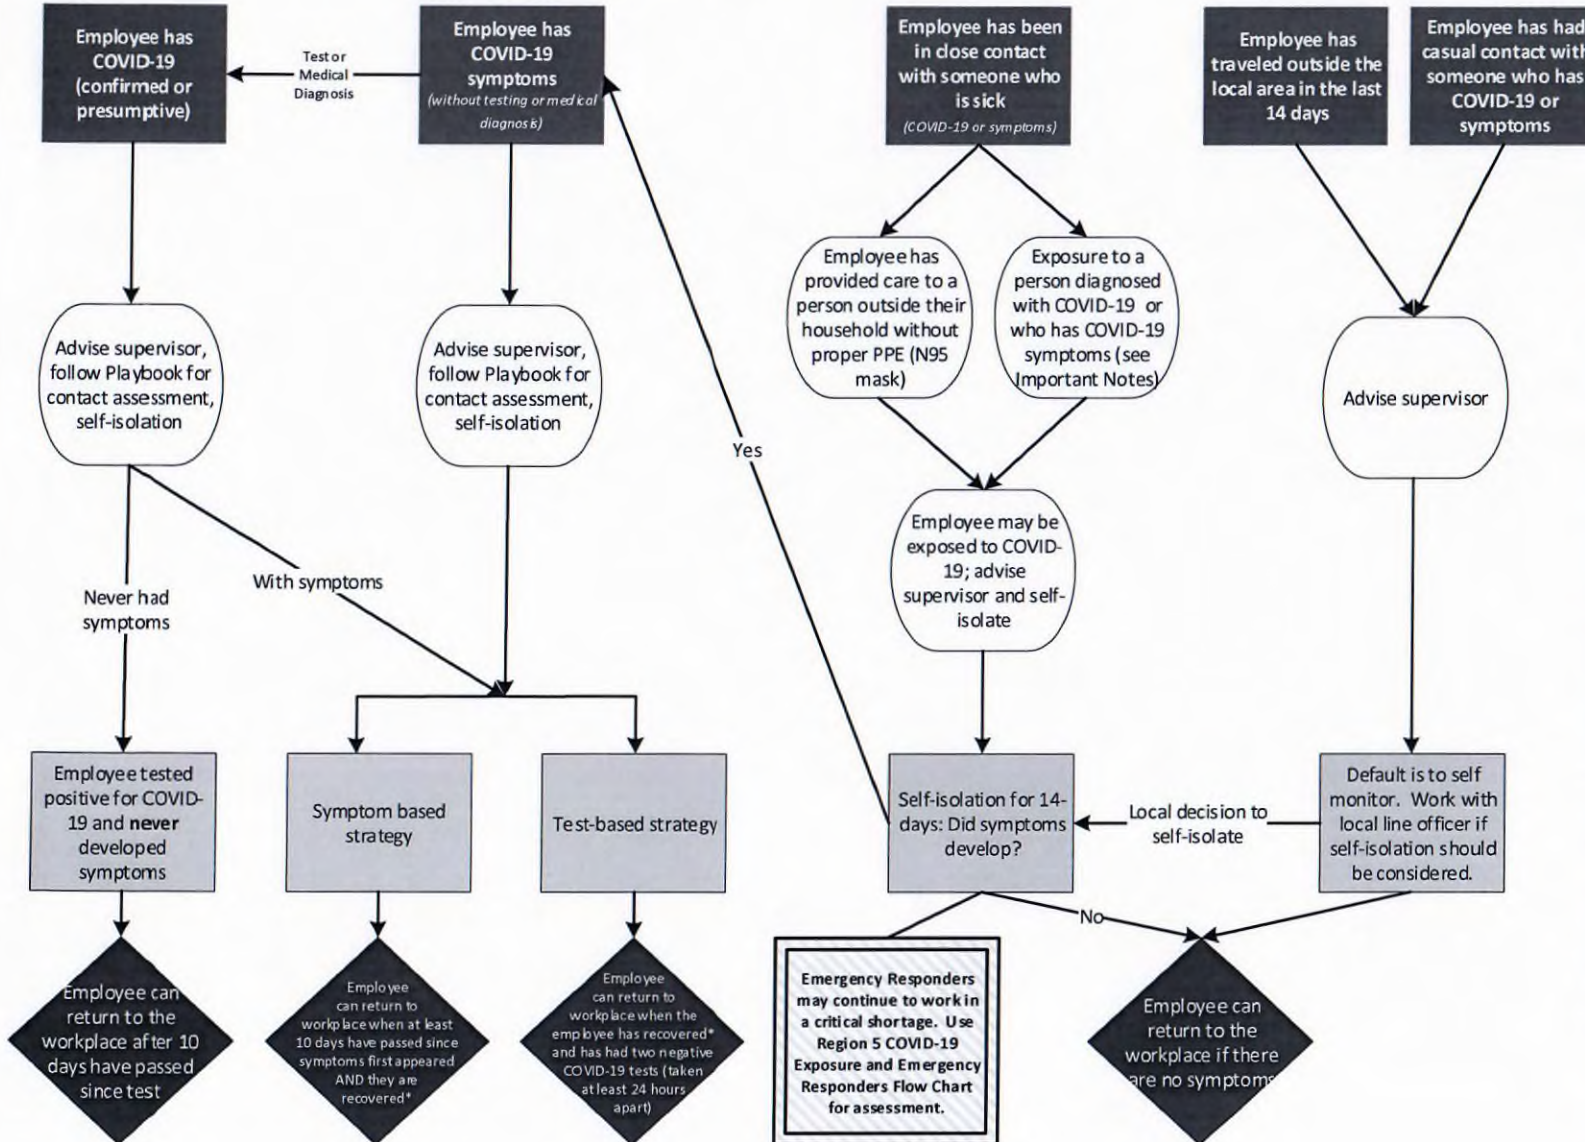 Employee has
COVID-19
(confirmed or
presumptive)
Test or
Medical
Diagnosis
Employee has
COVID-19
symptoms
(without testing or medical
diagnosis)
Employee has been
in close contact
with someone who
is sick
(COVID-19 or symptoms)
Employee has
traveled outside the
local area in the last
14 days
Employee has had
casual contact with
someone who has
COVID-19 or
symptoms
Advise supervisor,
follow Playbook for
contact assessment,
self-isolation
Advise supervisor,
follow Playbook for
contact assessment,
self-isolation
Employee has
provided care to a
person outside their
household without
proper PPE (N95
mask)
Exposure to a
person diagnosed
with COVID-19 or
who has COVID-19
symptoms (see
Important Notes)
Advise supervisor
Yes
Employee may be
exposed to COVID-
19; advise
supervisor and self-
isolate
Never had
symptoms
With symptoms
Employee tested
positive for COVID-
19 and never
developed
symptoms
Symptom based
strategy
Test-based strategy
Self-isolation for 14-
days: Did symptoms
develop?
Local decision to
self-isolate
Default is to self
monitor. Work with
local line officer if
self-isolation should
be considered.
No
Employee can
return to the
workplace after 10
days have passed
since test
Employee
can return to
workplace when at least
10 days have passed since
symptoms first appeared
AND they are
recovered*
Employee
can return to
workplace when the
employee has recovered*
and has had two negative
COVID-19 tests (taken
at least 24 hours
apart)
Emergency Responders
may continue to work in
a critical shortage. Use
Region 5 COVID-19
Exposure and Emergency
Responders Flow Chart
for assessment.
Employee can
return to the
workplace if there
are no symptoms